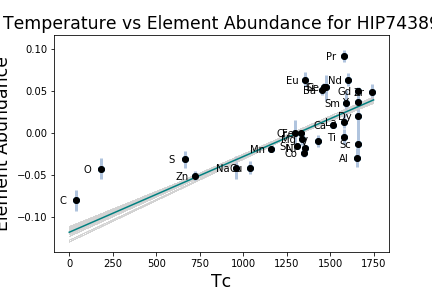 Temperature vs Element Abundance for HIP74389
Element Abundance
0.10
0.05
0.00
−0.05
−0.10
Pr
Eu
Nd
Gd
Sm
Dy
La
Ca
Ti
Mn
Sc
Al
S
O
Zn
Na
C
0
250
500
750
1000
1250
1500
1750
Tc